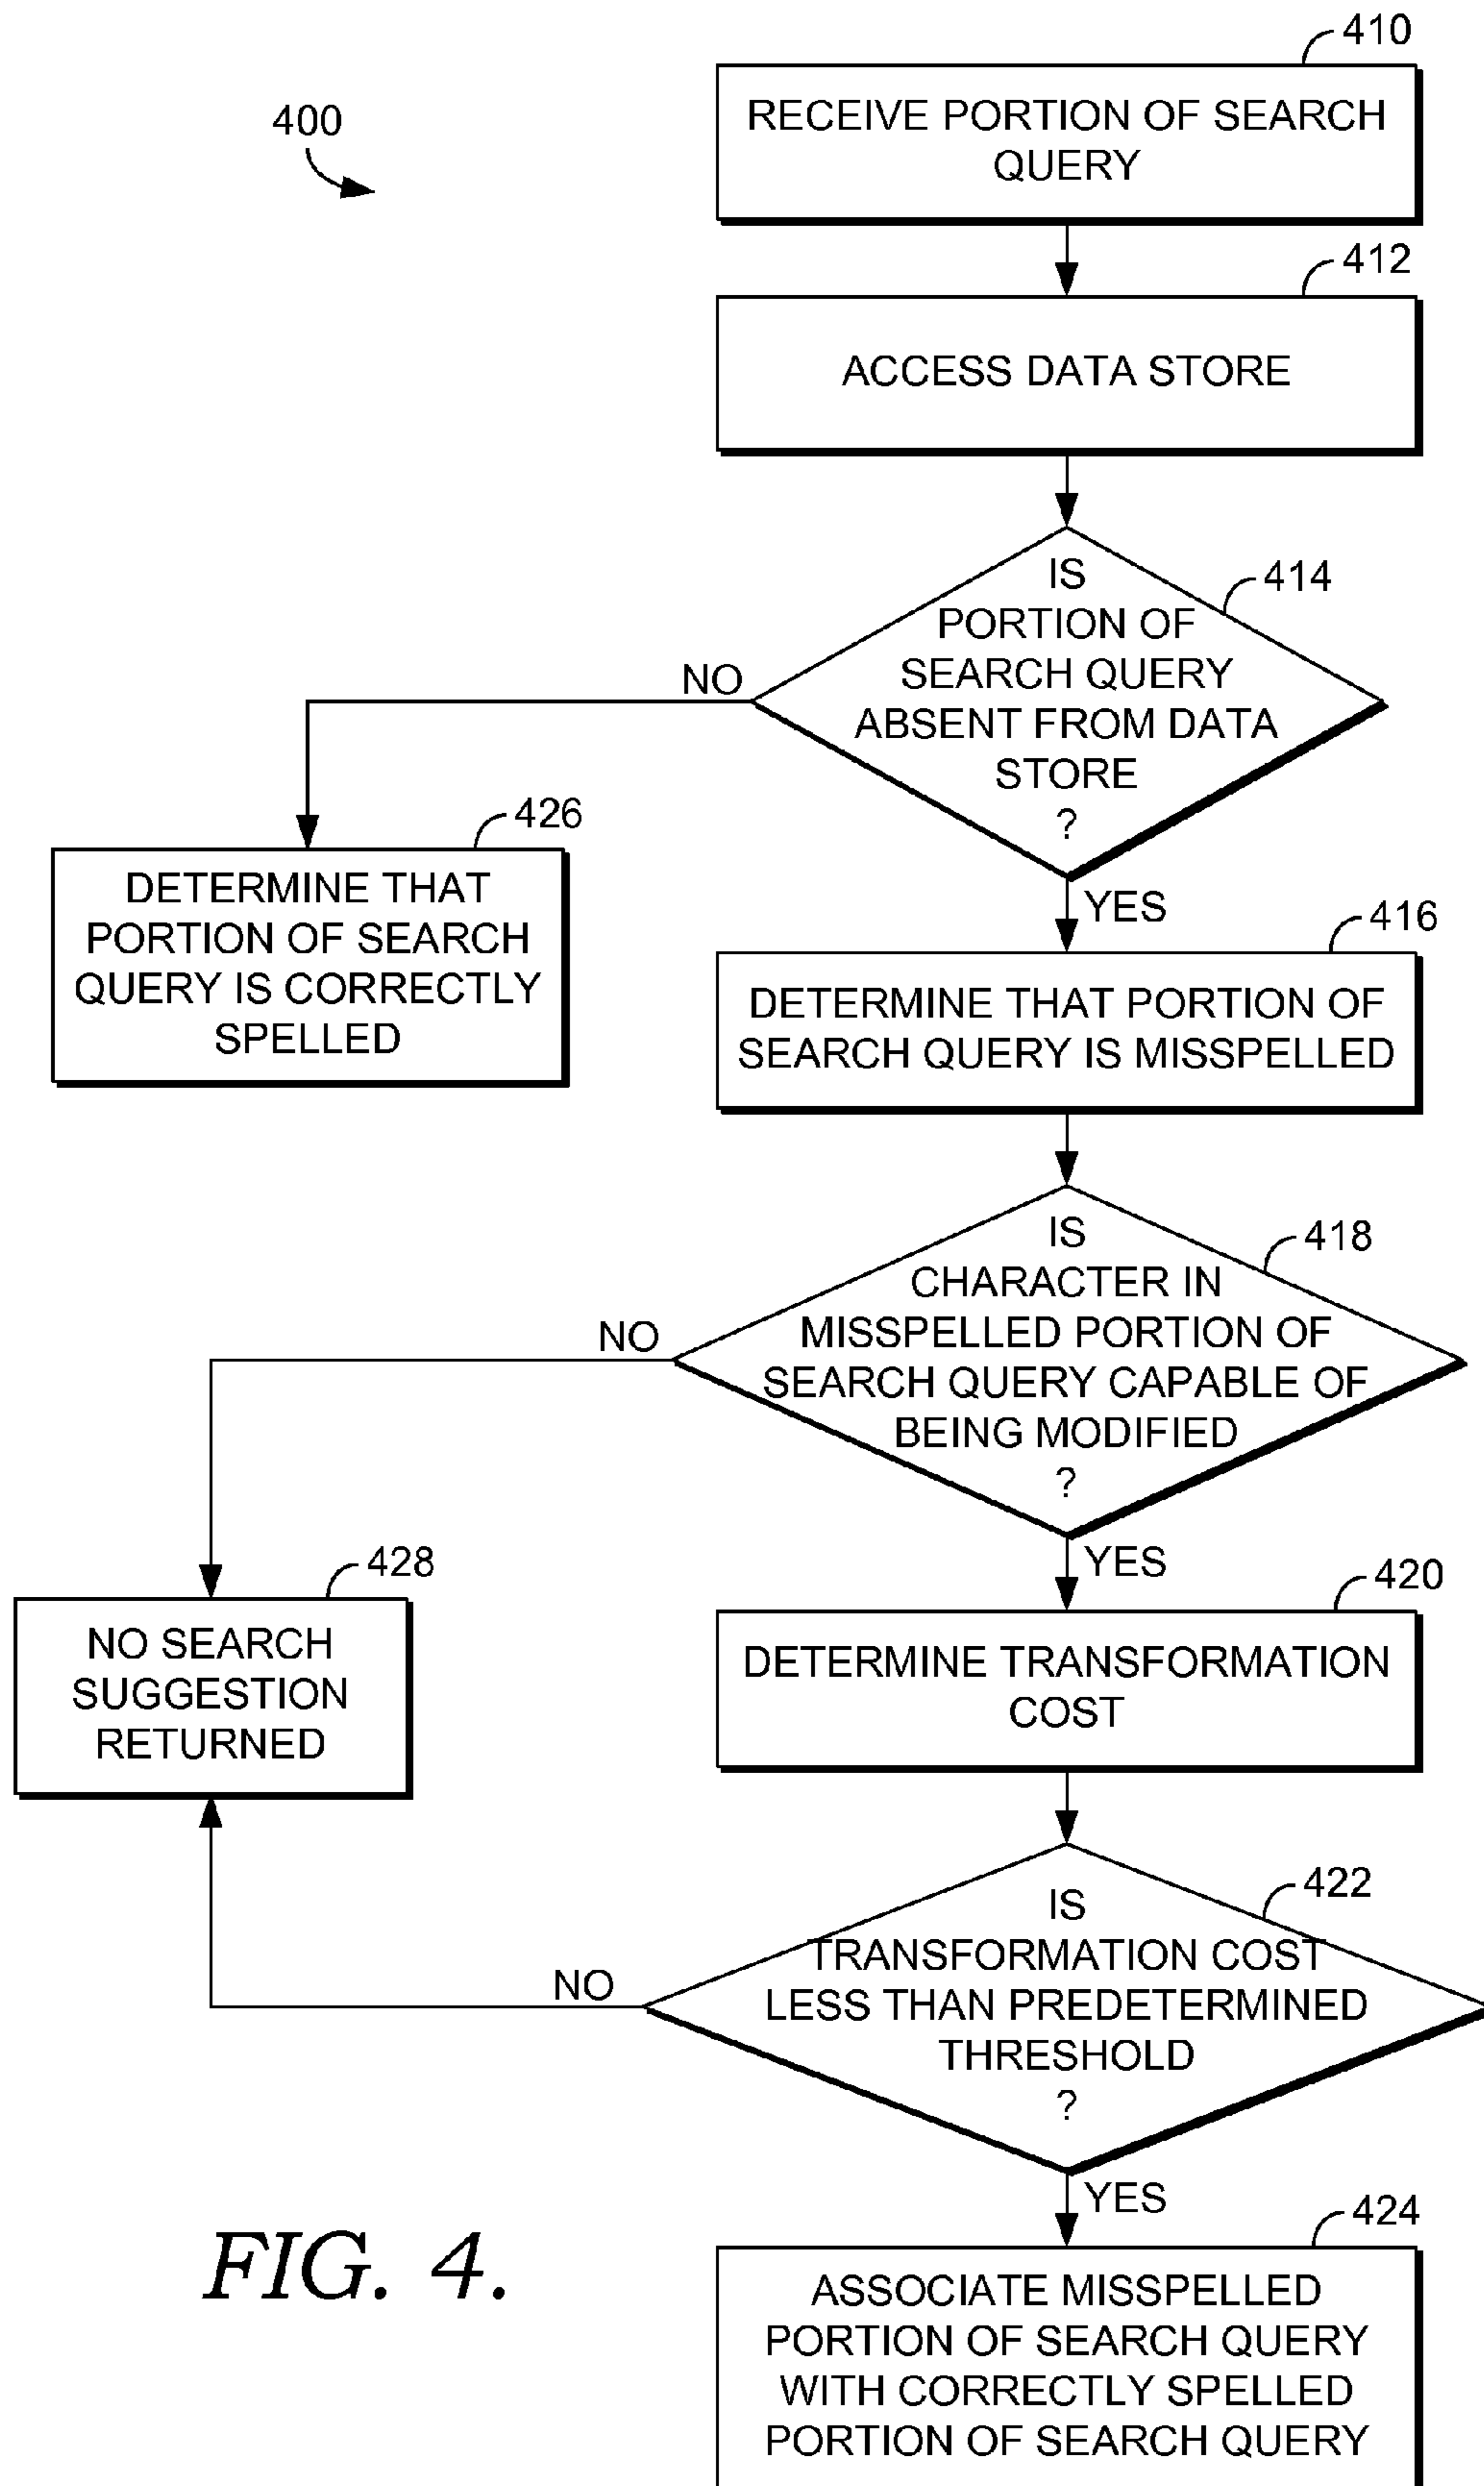 410
RECEIVE PORTION OF SEARCH
QUERY
400
412
ACCESS DATA STORE
414
IS
PORTION OF
SEARCH QUERY
ABSENT FROM DATA
STORE
?
NO
YES
426
DETERMINE THAT
PORTION OF SEARCH
QUERY IS CORRECTLY
SPELLED
416
DETERMINE THAT PORTION OF
SEARCH QUERY IS MISSPELLED
418
IS
CHARACTER IN
MISSPELLED PORTION OF
SEARCH QUERY CAPABLE OF
BEING MODIFIED
?
NO
YES
428
NO SEARCH
SUGGESTION
RETURNED
420
DETERMINE TRANSFORMATION
COST
422
IS
TRANSFORMATION COST
LESS THAN PREDETERMINED
THRESHOLD
?
NO
YES
424
ASSOCIATE MISSPELLED
PORTION OF SEARCH QUERY
WITH CORRECTLY SPELLED
PORTION OF SEARCH QUERY
FIG. 4.